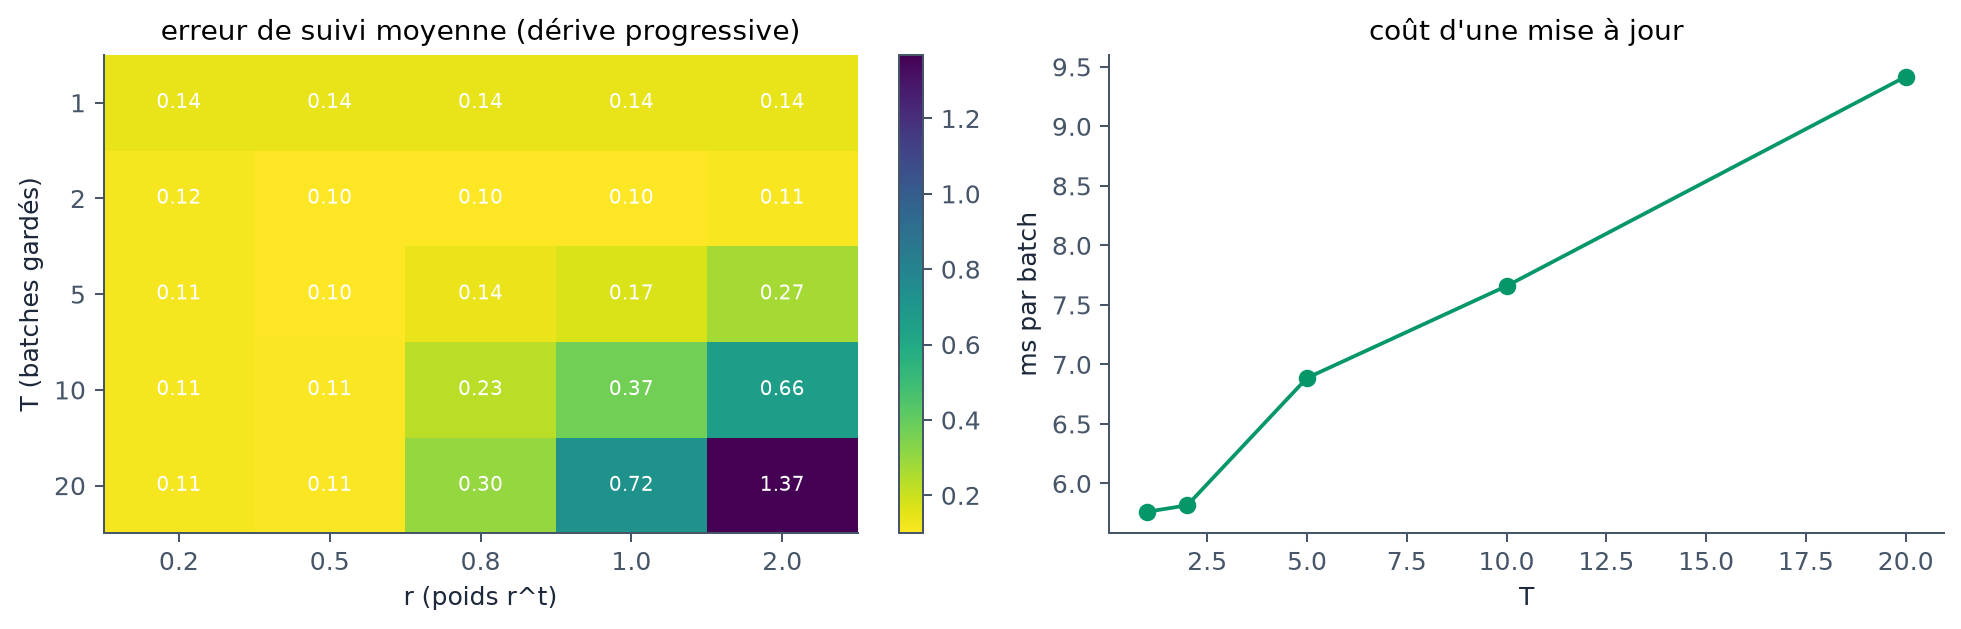 erreur de suivi moyenne (dérive progressive)
T (batches gardés)
1
2
5
10
20
0.14 0.14 0.14 0.14 0.14
0.12 0.10 0.10 0.10 0.11
0.11 0.10 0.14 0.17 0.27
0.11 0.11 0.23 0.37 0.66
0.11 0.11 0.30 0.72 1.37
0.2 0.5 0.8 1.0 2.0
r (poids r^t)
1.2
1.0
0.8
0.6
0.4
0.2
coût d'une mise à jour
ms par batch
9.5
9.0
8.5
8.0
7.5
7.0
6.5
6.0
2.5 5.0 7.5 10.0 12.5 15.0 17.5 20.0
T